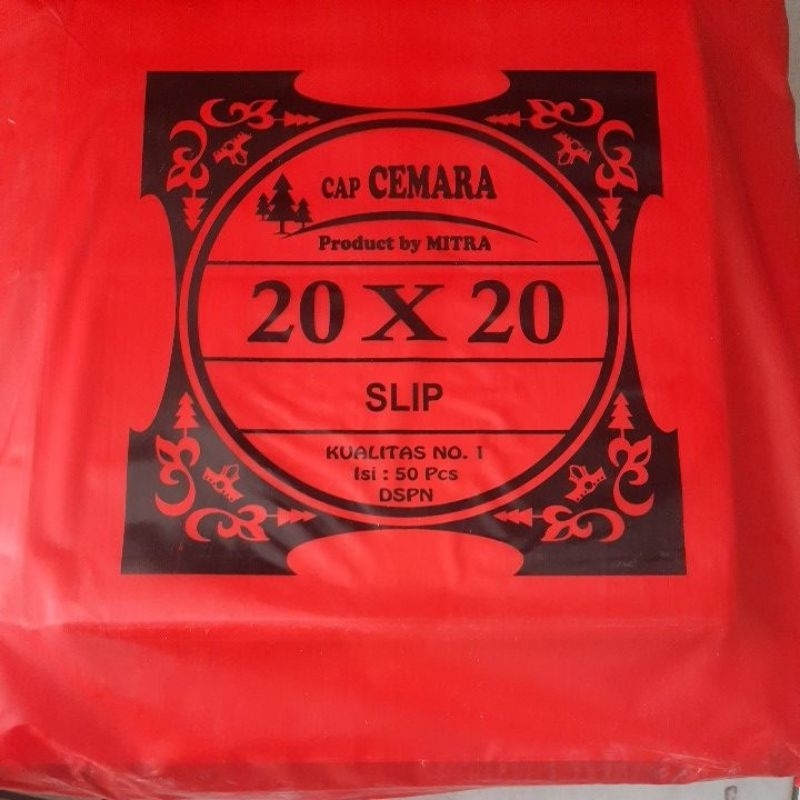 CAP CEMARA
Product by MITRA
20 X 20
SLIP
KUALITAS NO. 1
Isi : 50 Pcs
DSPN